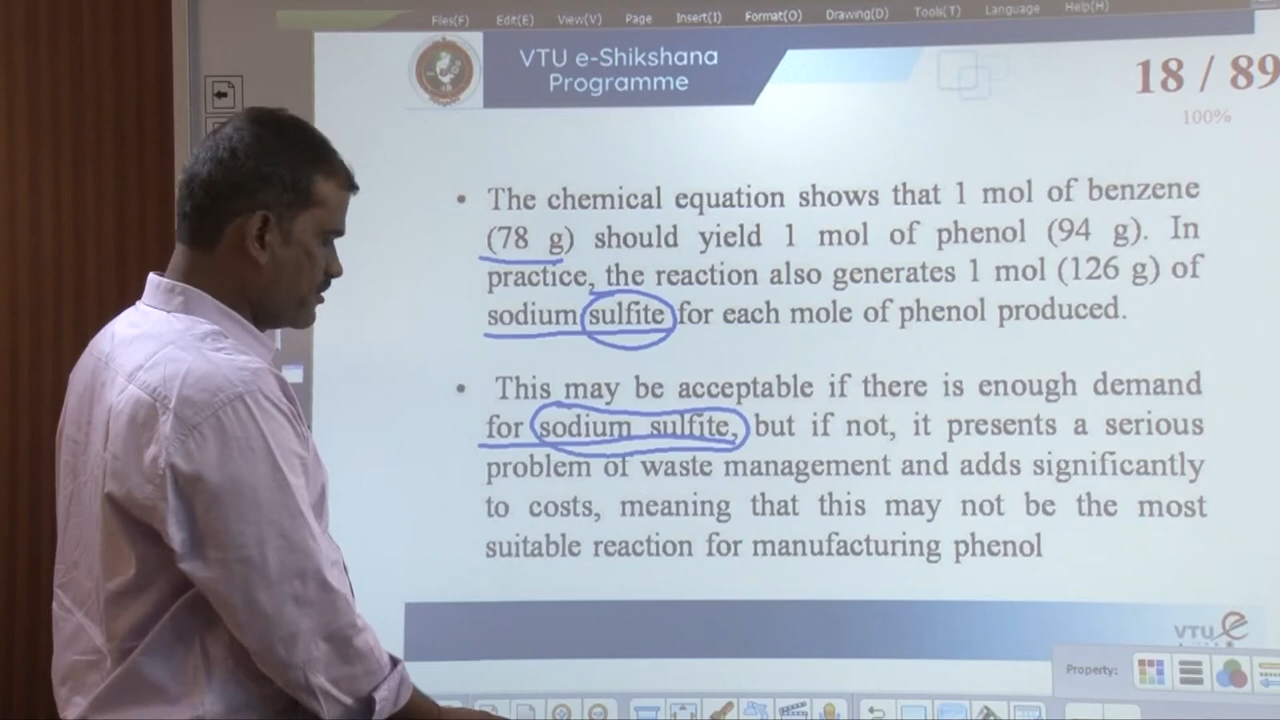 Files(F) Edit(E) View(V) Page Insert(I) Format(O) Drawing(D) Tools(T) Language Help(H)
VTU e-Shikshana
Programme
18 / 89
100%
• The chemical equation shows that 1 mol of benzene
(78 g) should yield 1 mol of phenol (94 g). In
practice, the reaction also generates 1 mol (126 g) of
sodium sulfite for each mole of phenol produced.
• This may be acceptable if there is enough demand
for sodium sulfite, but if not, it presents a serious
problem of waste management and adds significantly
to costs, meaning that this may not be the most
suitable reaction for manufacturing phenol
VTU e
Property: